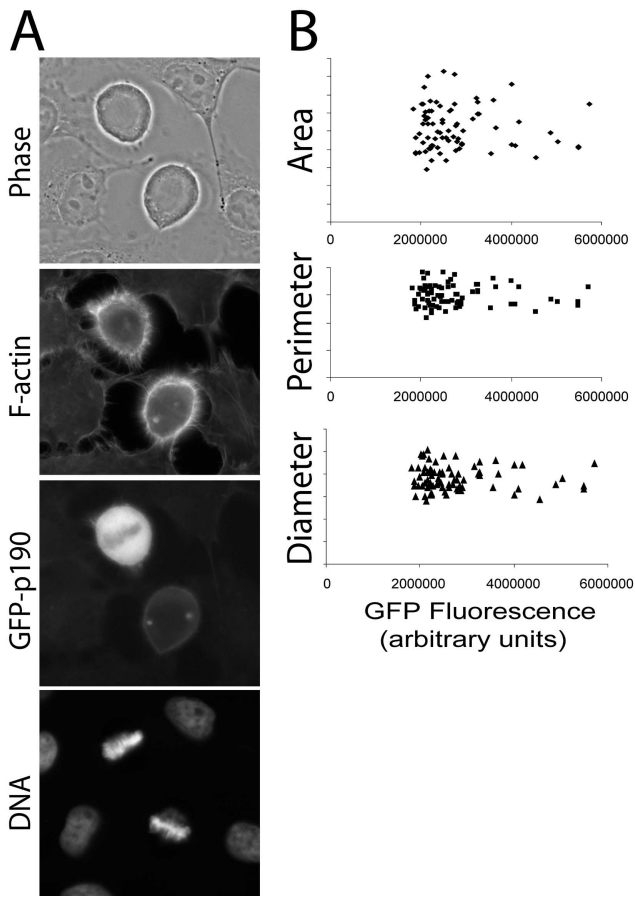 A
Phase
F-actin
GFP-p190
DNA
B
Area
0 2000000 4000000 6000000
Perimeter
0 2000000 4000000 6000000
Diameter
0 2000000 4000000 6000000
GFP Fluorescence
(arbitrary units)